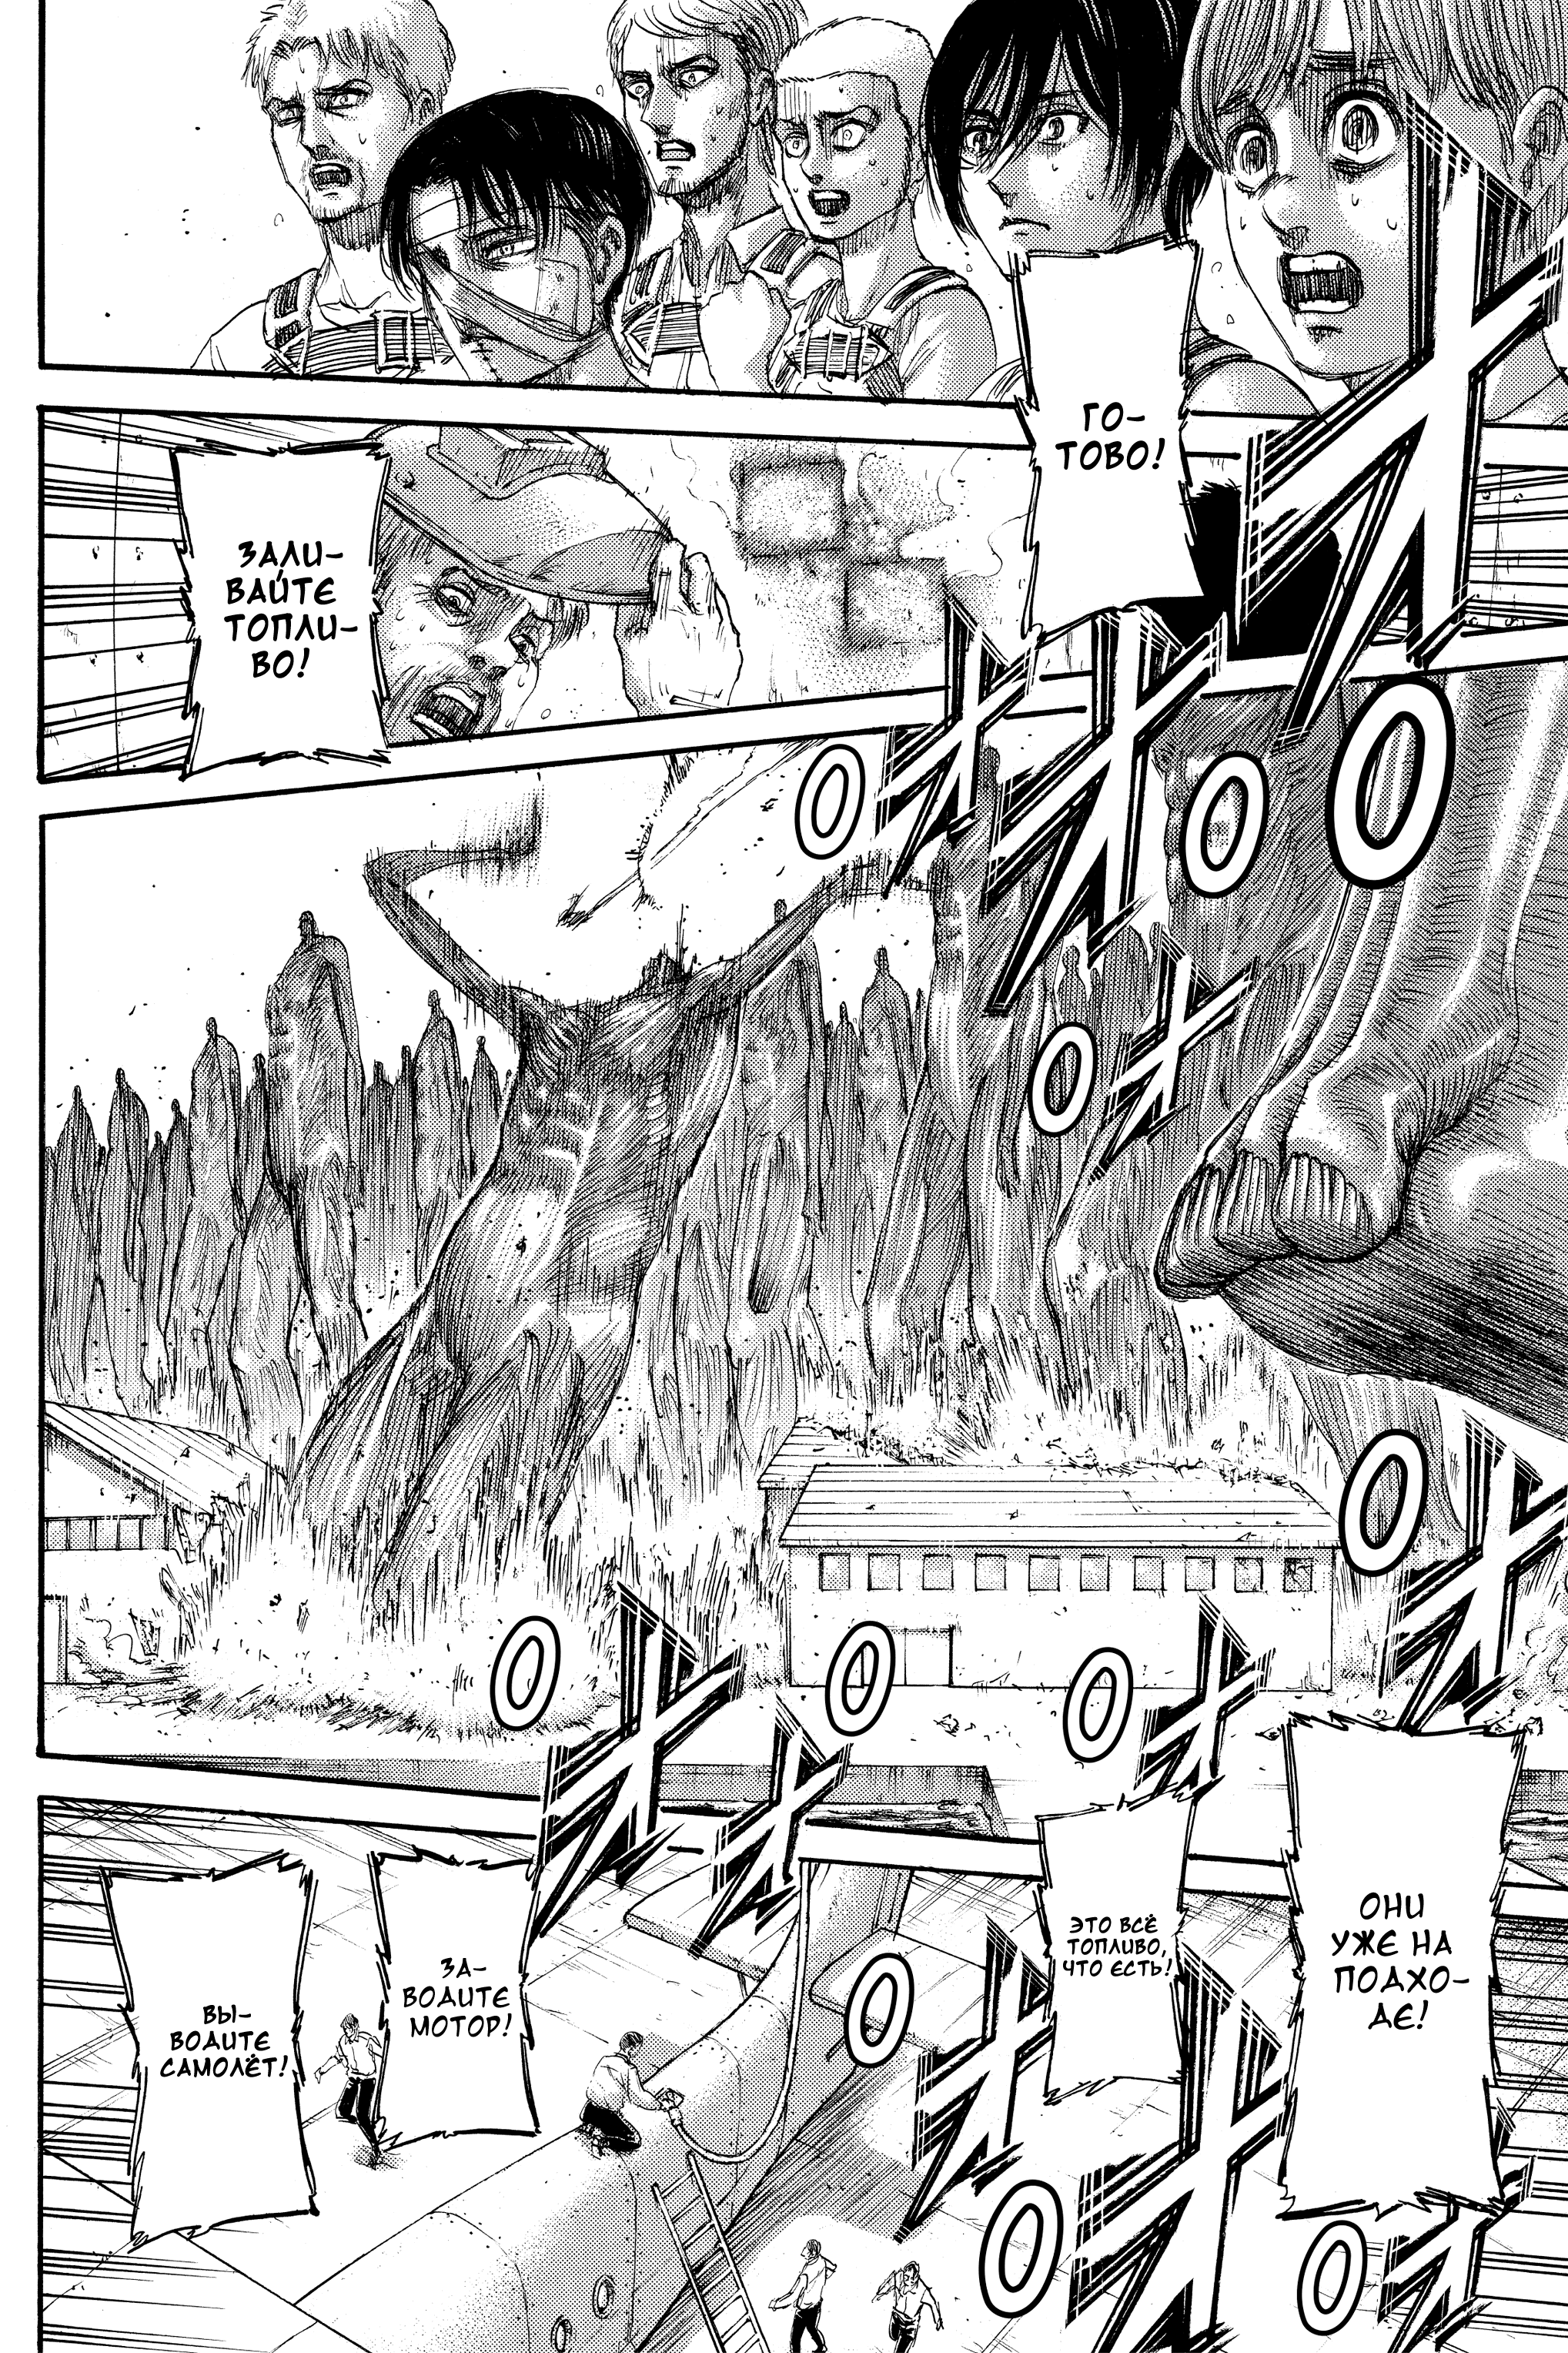 ГО-
ТОВО!
ЗАЛИ-
ВАЙТЕ
ТОПЛИ-
ВО!
О
О
О
О
О
О
О
О
ОНИ
УЖЕ НА
ПОДХО-
ДЕ!
ЭТО ВСЁ
ТОПЛИВО,
ЧТО ЕСТЬ!
ЗА-
ВОДИТЕ
МОТОР!
ВЫ-
ВОДИТЕ
САМОЛЁТ!
О
О
О